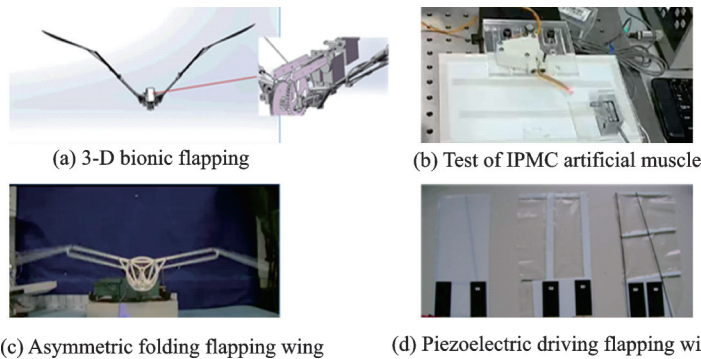 (a) 3-D bionic flapping
(b) Test of IPMC artificial muscle
(c) Asymmetric folding flapping wing
(d) Piezoelectric driving flapping wi